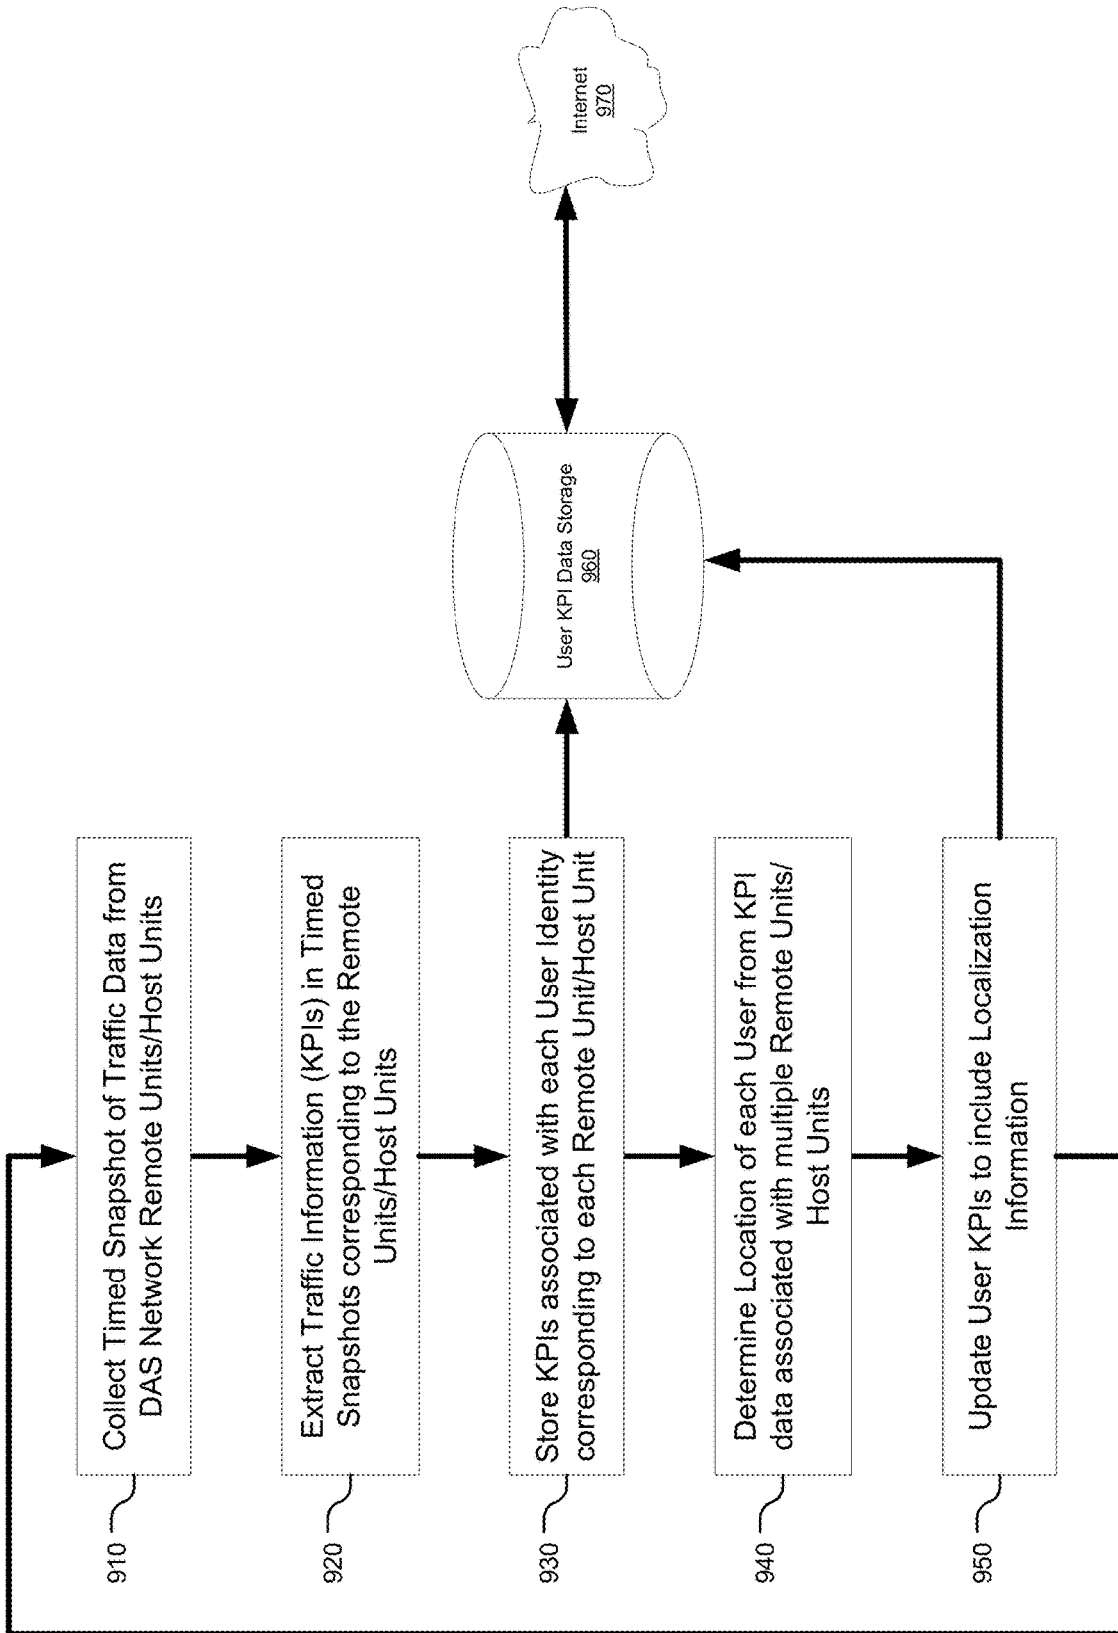 910
Collect Timed Snapshot of Traffic Data from
DAS Network Remote Units/Host Units
920
Extract Traffic Information (KPIs) in Timed
Snapshots corresponding to the Remote
Units/Host Units
930
Store KPIs associated with each User Identity
corresponding to each Remote Unit/Host Unit
940
Determine Location of each User from KPI
data associated with multiple Remote Units/
Host Units
950
Update User KPIs to include Localization
Information
User KPI Data Storage
960
Internet
970